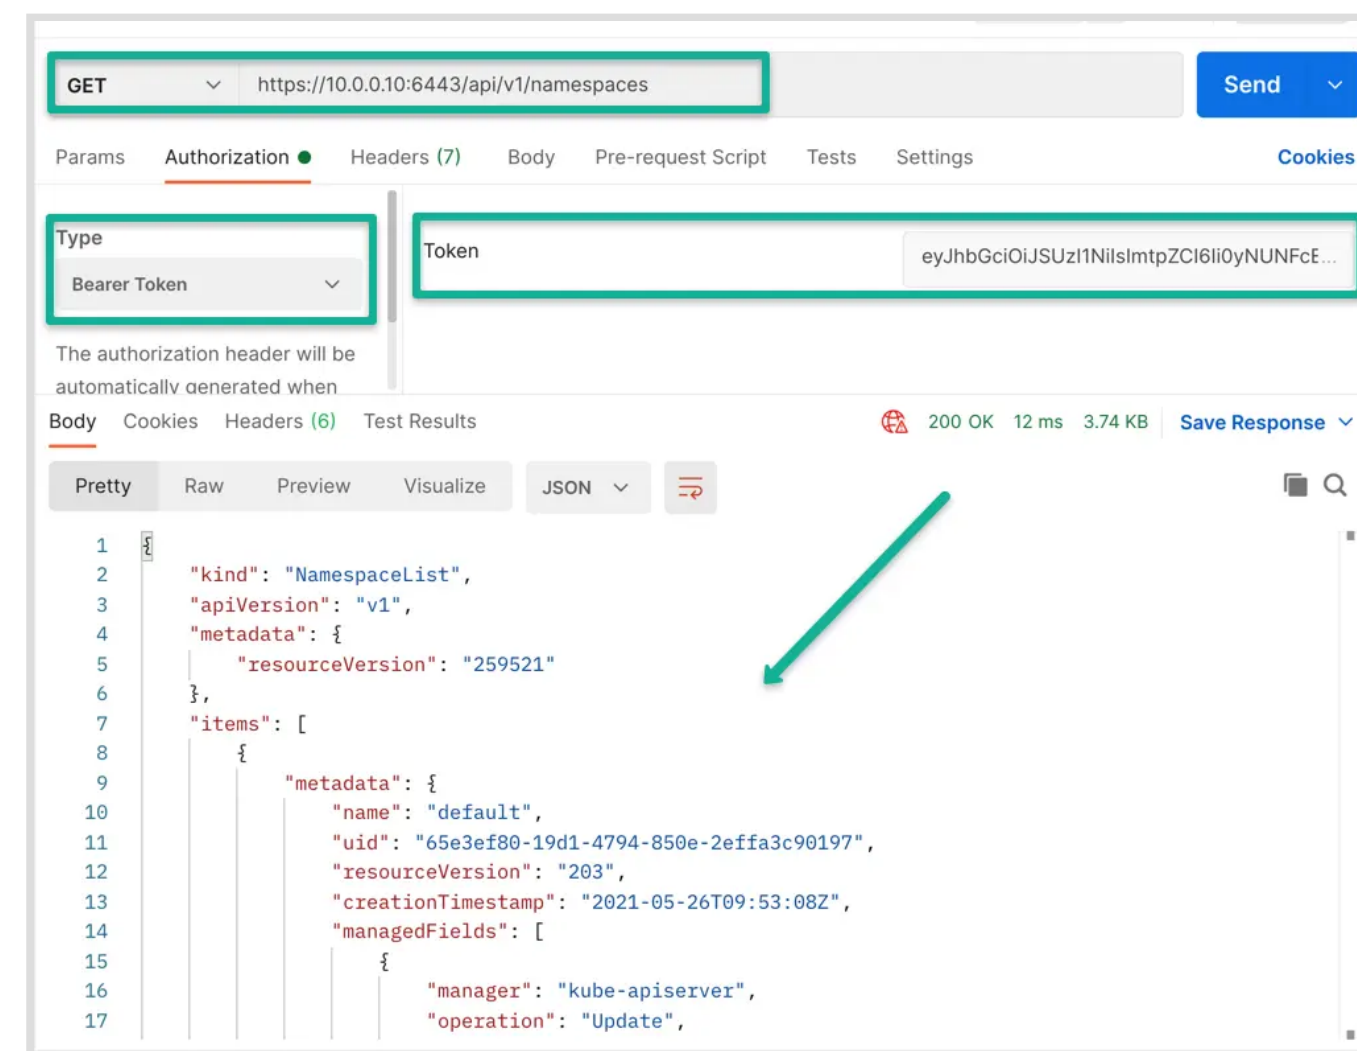 GET https://10.0.0.10:6443/api/v1/namespaces Send
Params Authorization Headers (7) Body Pre-request Script Tests Settings Cookies
Type
Bearer Token
Token eyJhbGciOiJSUzI1NiIsImtpZCI6Ii0yNUNFcE...
The authorization header will be
automatically generated when
Body Cookies Headers (6) Test Results 200 OK 12 ms 3.74 KB Save Response
Pretty Raw Preview Visualize JSON
1 {
2 "kind": "NamespaceList",
3 "apiVersion": "v1",
4 "metadata": {
5 "resourceVersion": "259521"
6 },
7 "items": [
8 {
9 "metadata": {
10 "name": "default",
11 "uid": "65e3ef80-19d1-4794-850e-2effa3c90197",
12 "resourceVersion": "203",
13 "creationTimestamp": "2021-05-26T09:53:08Z",
14 "managedFields": [
15 {
16 "manager": "kube-apiserver",
17 "operation": "Update",